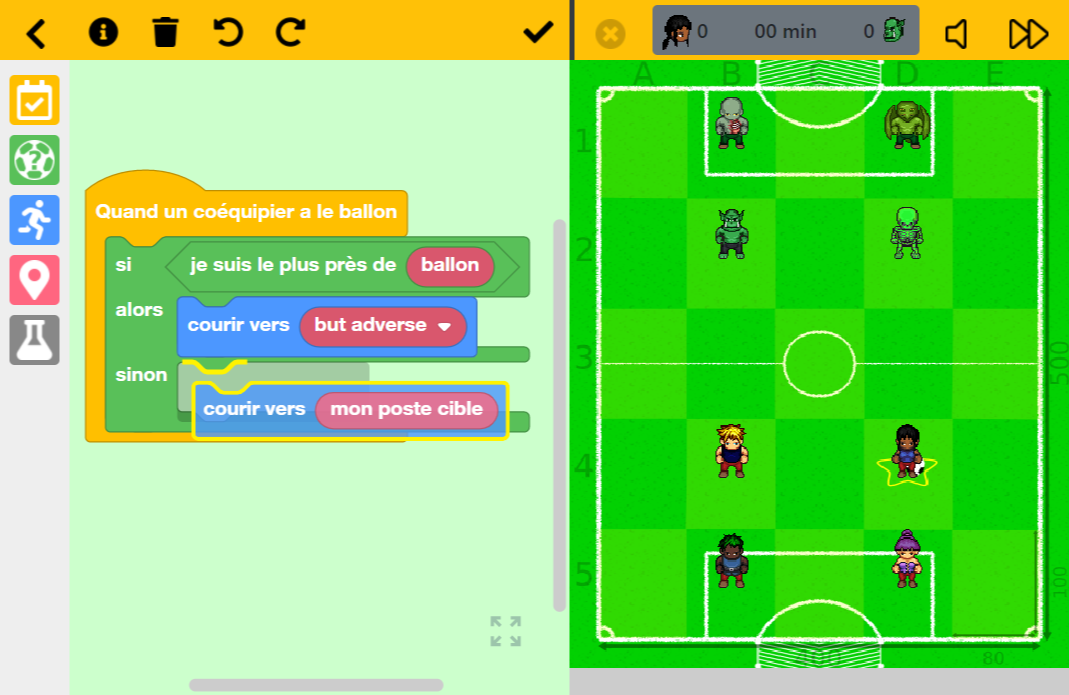 0 00 min 0
Quand un coéquipier a le ballon
si je suis le plus près de ballon
alors
courir vers but adverse
sinon
courir vers mon poste cible
A B C D E
1
2
3
4
5
500
100
80